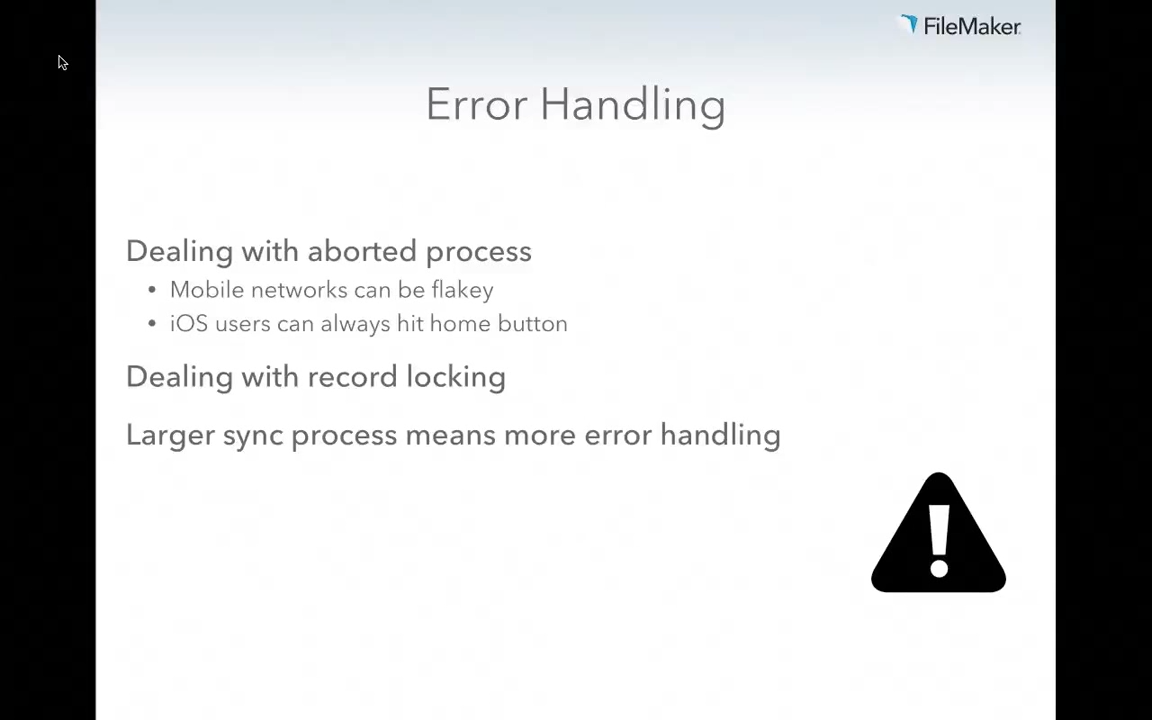 FileMaker
Error Handling
Dealing with aborted process
• Mobile networks can be flakey
• iOS users can always hit home button
Dealing with record locking
Larger sync process means more error handling